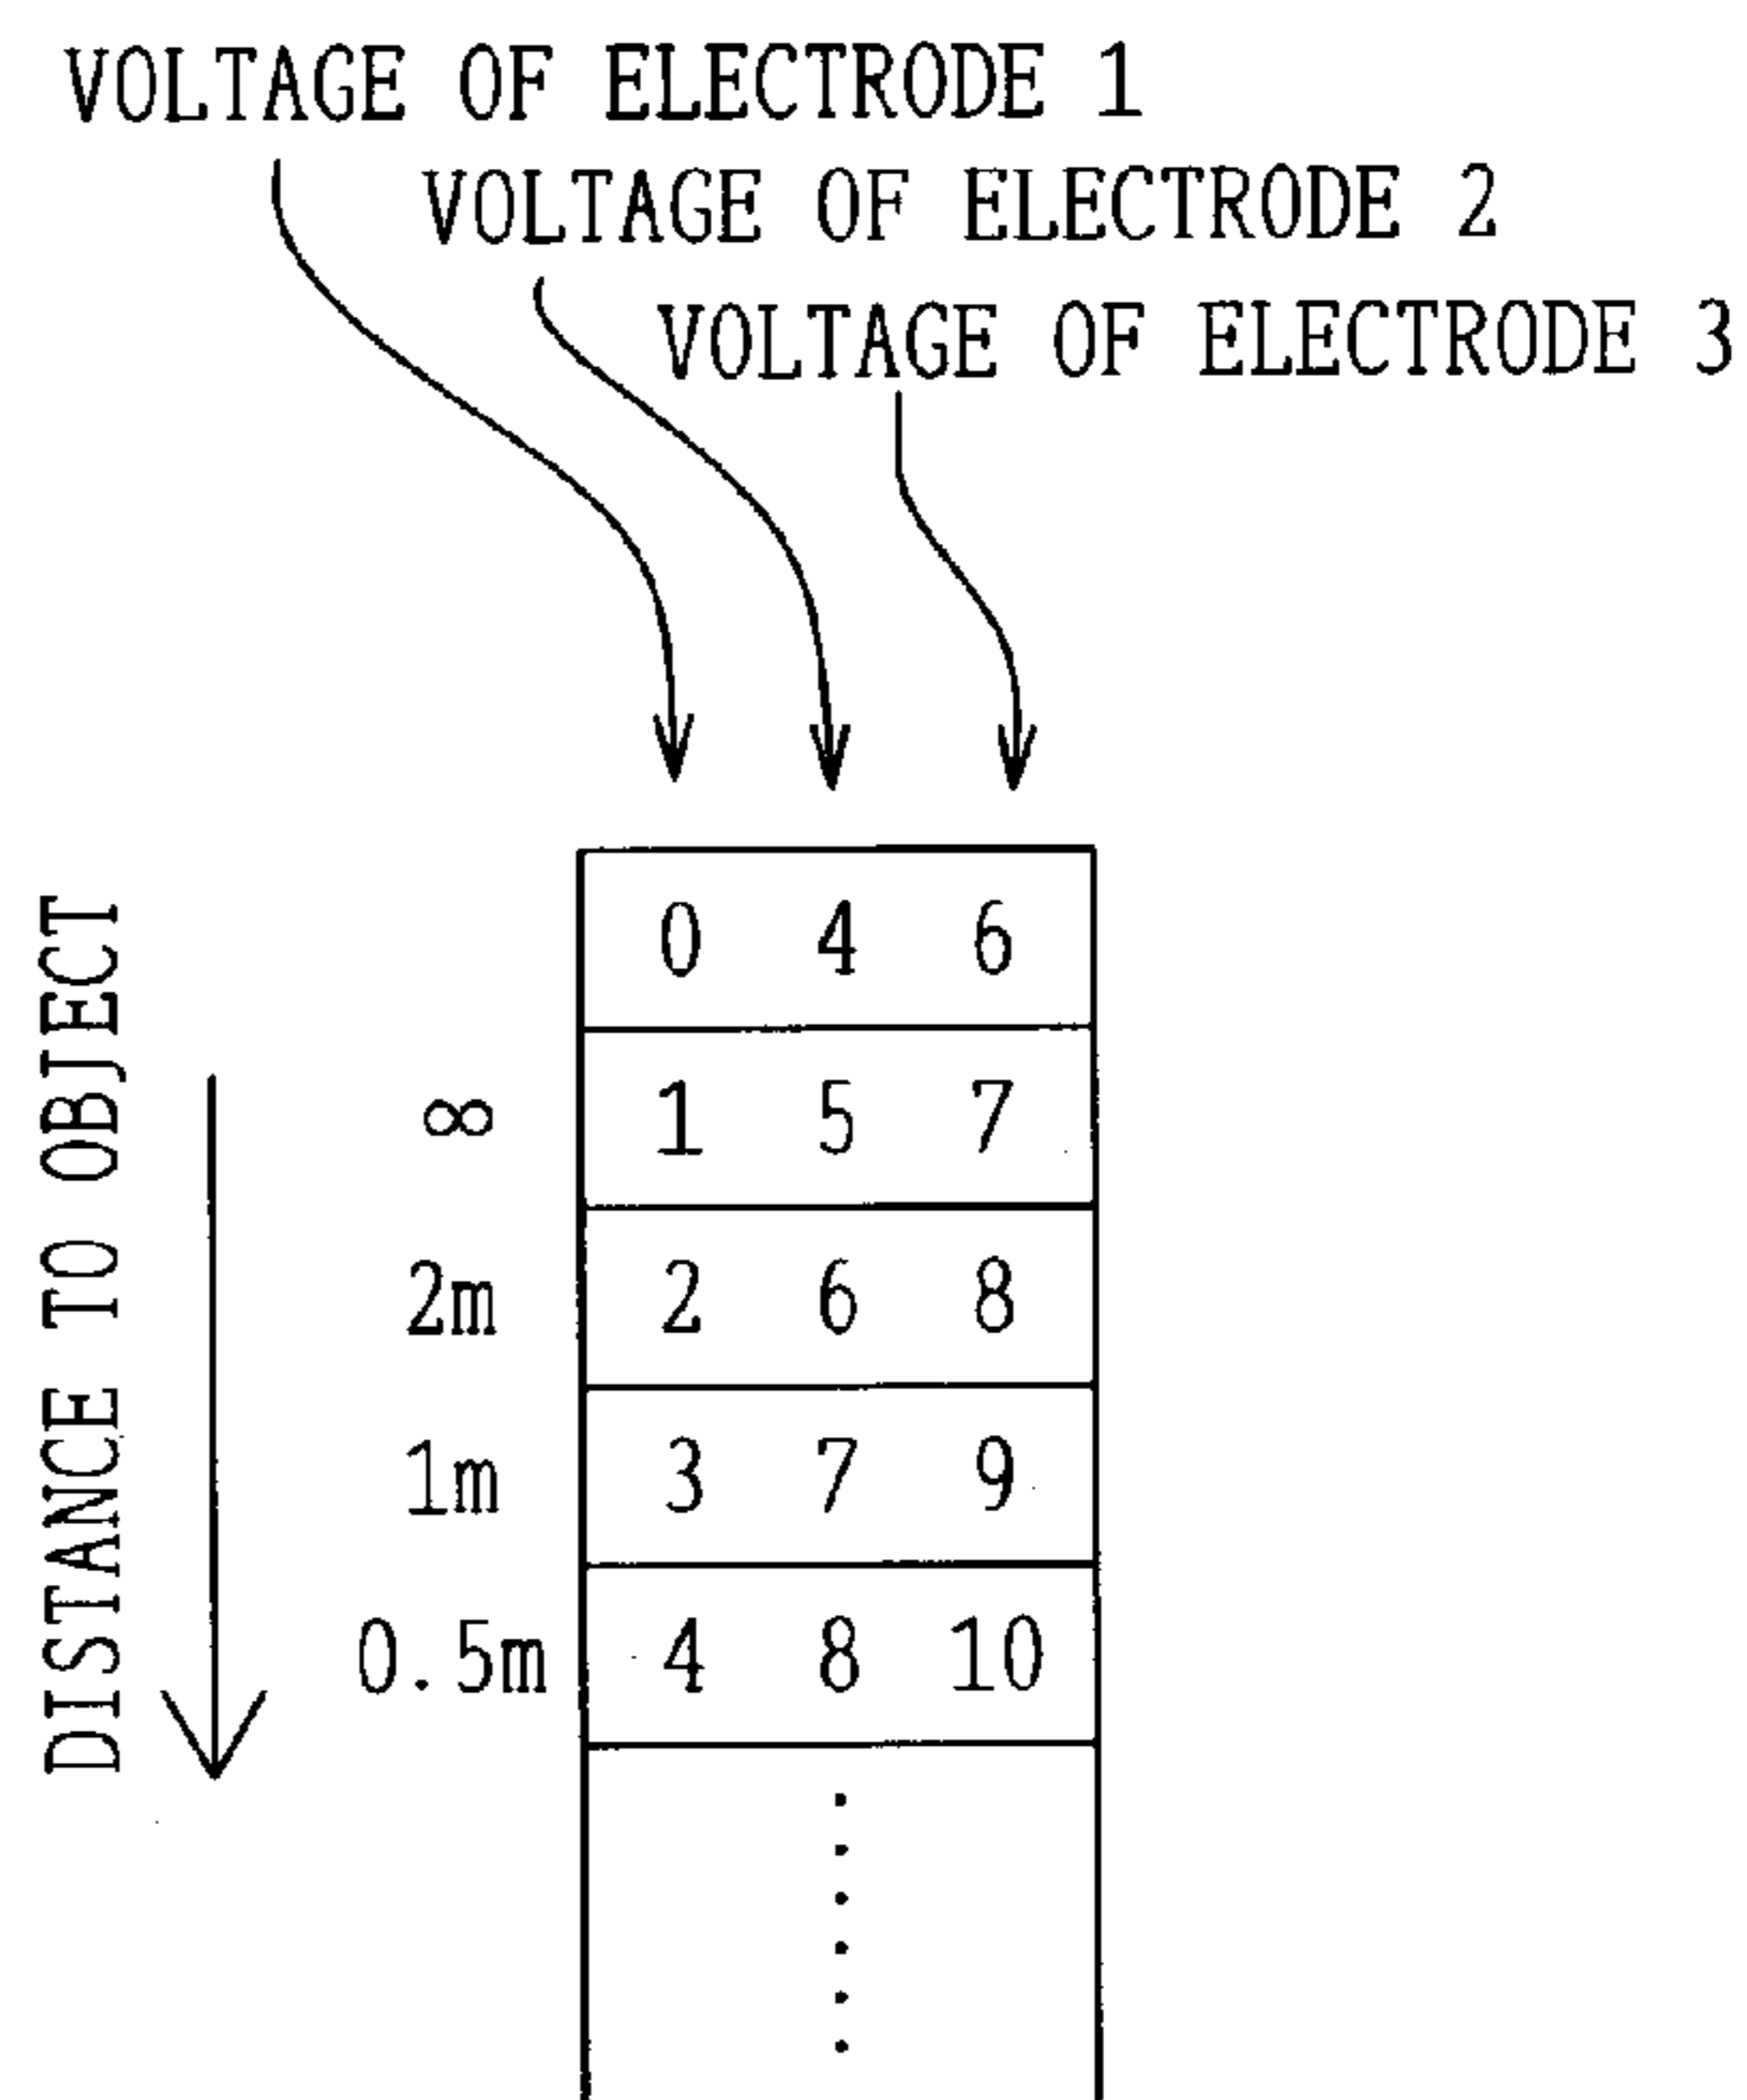 VOLTAGE OF ELECTRODE 1
VOLTAGE OF ELECTRODE 2
VOLTAGE OF ELECTRODE 3
DISTANCE TO OBJECT
0 4 6
∞ 1 5 7
2m 2 6 8
1m 3 7 9
0.5m 4 8 10